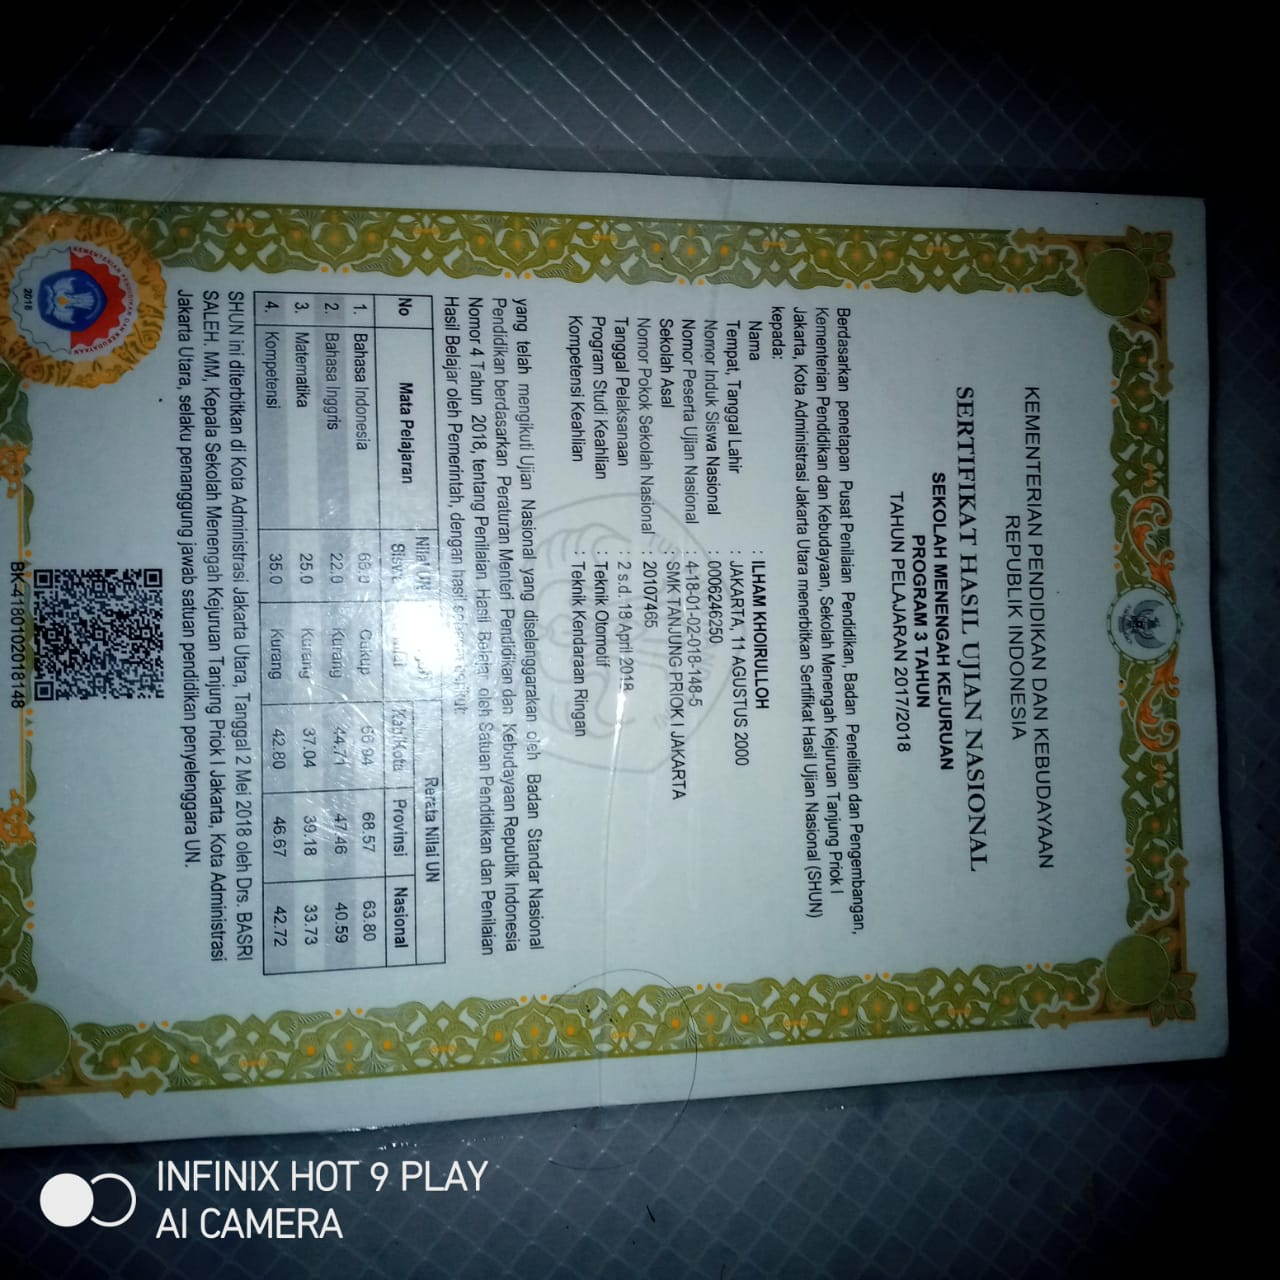 KEMENTERIAN PENDIDIKAN DAN KEBUDAYAAN
REPUBLIK INDONESIA
SERTIFIKAT HASIL UJIAN NASIONAL
SEKOLAH MENENGAH KEJURUAN
PROGRAM 3 TAHUN
TAHUN PELAJARAN 2017/2018
Berdasarkan penetapan Pusat Penilaian Pendidikan, Badan Penelitian dan Pengembangan,
Kementerian Pendidikan dan Kebudayaan, Sekolah Menengah Kejuruan Tanjung Priok I
Jakarta, Kota Administrasi Jakarta Utara menerbitkan Sertifikat Hasil Ujian Nasional (SHUN)
kepada:
Nama : ILHAM KHOIRULLOH
Tempat, Tanggal Lahir : JAKARTA, 11 AGUSTUS 2000
Nomor Induk Siswa Nasional : 0006246250
Nomor Peserta Ujian Nasional : 4-18-01-02-018-148-5
Sekolah Asal : SMK TANJUNG PRIOK I JAKARTA
Nomor Pokok Sekolah Nasional : 20107465
Tanggal Pelaksanaan : 2 s.d. 18 April 2018
Program Studi Keahlian : Teknik Otomotif
Kompetensi Keahlian : Teknik Kendaraan Ringan
yang telah mengikuti Ujian Nasional yang diselenggarakan oleh Badan Standar Nasional
Pendidikan berdasarkan Peraturan Menteri Pendidikan dan Kebudayaan Republik Indonesia
Nomor 4 Tahun 2018, tentang Penilaian Hasil Belajar oleh Satuan Pendidikan dan Penilaian
Hasil Belajar oleh Pemerintah, dengan hasil sebagai berikut:
No Mata Pelajaran Nilai UN Siswa Rerata Nilai UN
Kab/Kota Provinsi Nasional
1. Bahasa Indonesia Cukup 66.94 68.57 63.80
2. Bahasa Inggris 22.0 Kurang 44.71 47.46 40.59
3. Matematika 25.0 Kurang 37.04 39.18 33.73
4. Kompetensi 35.0 Kurang 42.80 46.67 42.72
SHUN ini diterbitkan di Kota Administrasi Jakarta Utara, Tanggal 2 Mei 2018 oleh Drs. BASRI
SALEH. MM, Kepala Sekolah Menengah Kejuruan Tanjung Priok I Jakarta, Kota Administrasi
Jakarta Utara, selaku penanggung jawab satuan pendidikan penyelenggara UN.
KEMENTERIAN PENDIDIKAN DAN KEBUDAYAAN
2018
BK-4180102018148
INFINIX HOT 9 PLAY
AI CAMERA